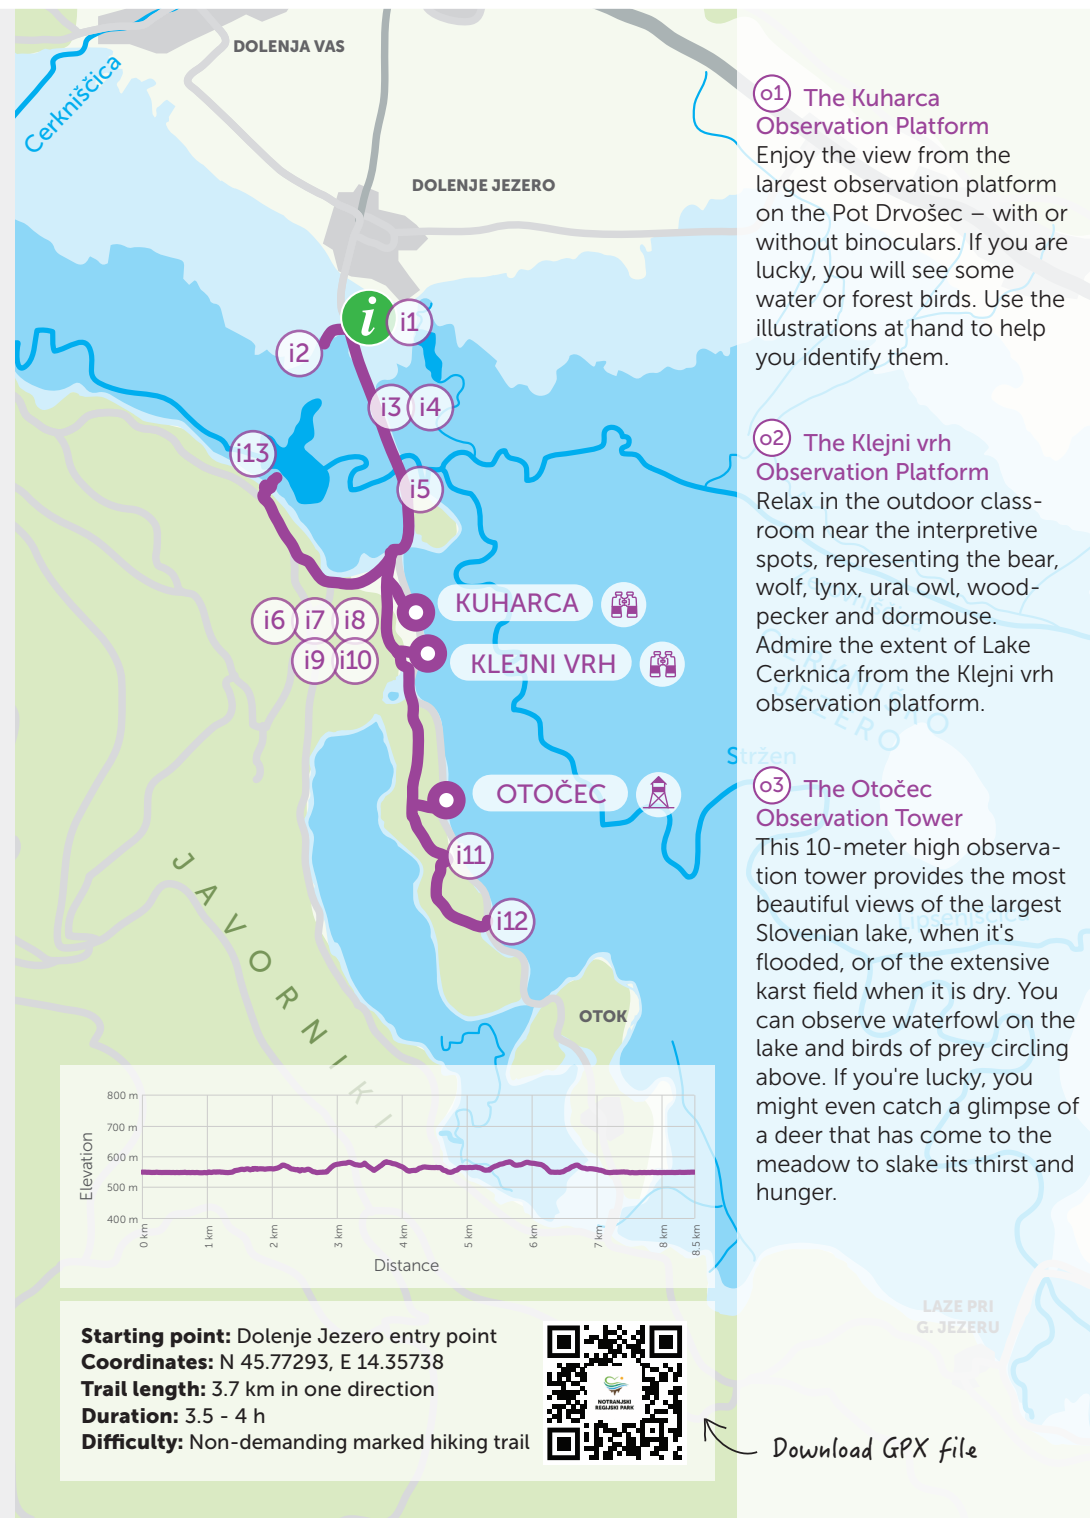 DOLENJA VAS
Cerkniščica
DOLENJE JEZERO
i
i1
i2
i3
i4
i13
i5
KUHARCA
i6
i7
i8
i9
i10
KLEJNI VRH
OTOČEC
i11
i12
Stržen
JAVORNIKI
OTOK
o1 The Kuharca
Observation Platform
Enjoy the view from the
largest observation platform
on the Pot Drvošec – with or
without binoculars. If you are
lucky, you will see some
water or forest birds. Use the
illustrations at hand to help
you identify them.
o2 The Klejni vrh
Observation Platform
Relax in the outdoor class-
room near the interpretive
spots, representing the bear,
wolf, lynx, ural owl, wood-
pecker and dormouse.
Admire the extent of Lake
Cerknica from the Klejni vrh
observation platform.
CERKNIŠKO
JEZERO
o3 The Otočec
Observation Tower
This 10-meter high observa-
tion tower provides the most
beautiful views of the largest
Slovenian lake, when it's
flooded, or of the extensive
karst field when it is dry. You
can observe waterfowl on the
lake and birds of prey circling
above. If you're lucky, you
might even catch a glimpse of
a deer that has come to the
meadow to slake its thirst and
hunger.
Lipsenjščica
LAZE PRI
G. JEZERU
Elevation
800 m
700 m
600 m
500 m
400 m
0 km
1 km
2 km
3 km
4 km
5 km
6 km
7 km
8 km
8.5 km
Distance
Starting point: Dolenje Jezero entry point
Coordinates: N 45.77293, E 14.35738
Trail length: 3.7 km in one direction
Duration: 3.5 - 4 h
Difficulty: Non-demanding marked hiking trail
NOTRANJSKI
REGIJSKI PARK
Download GPX file